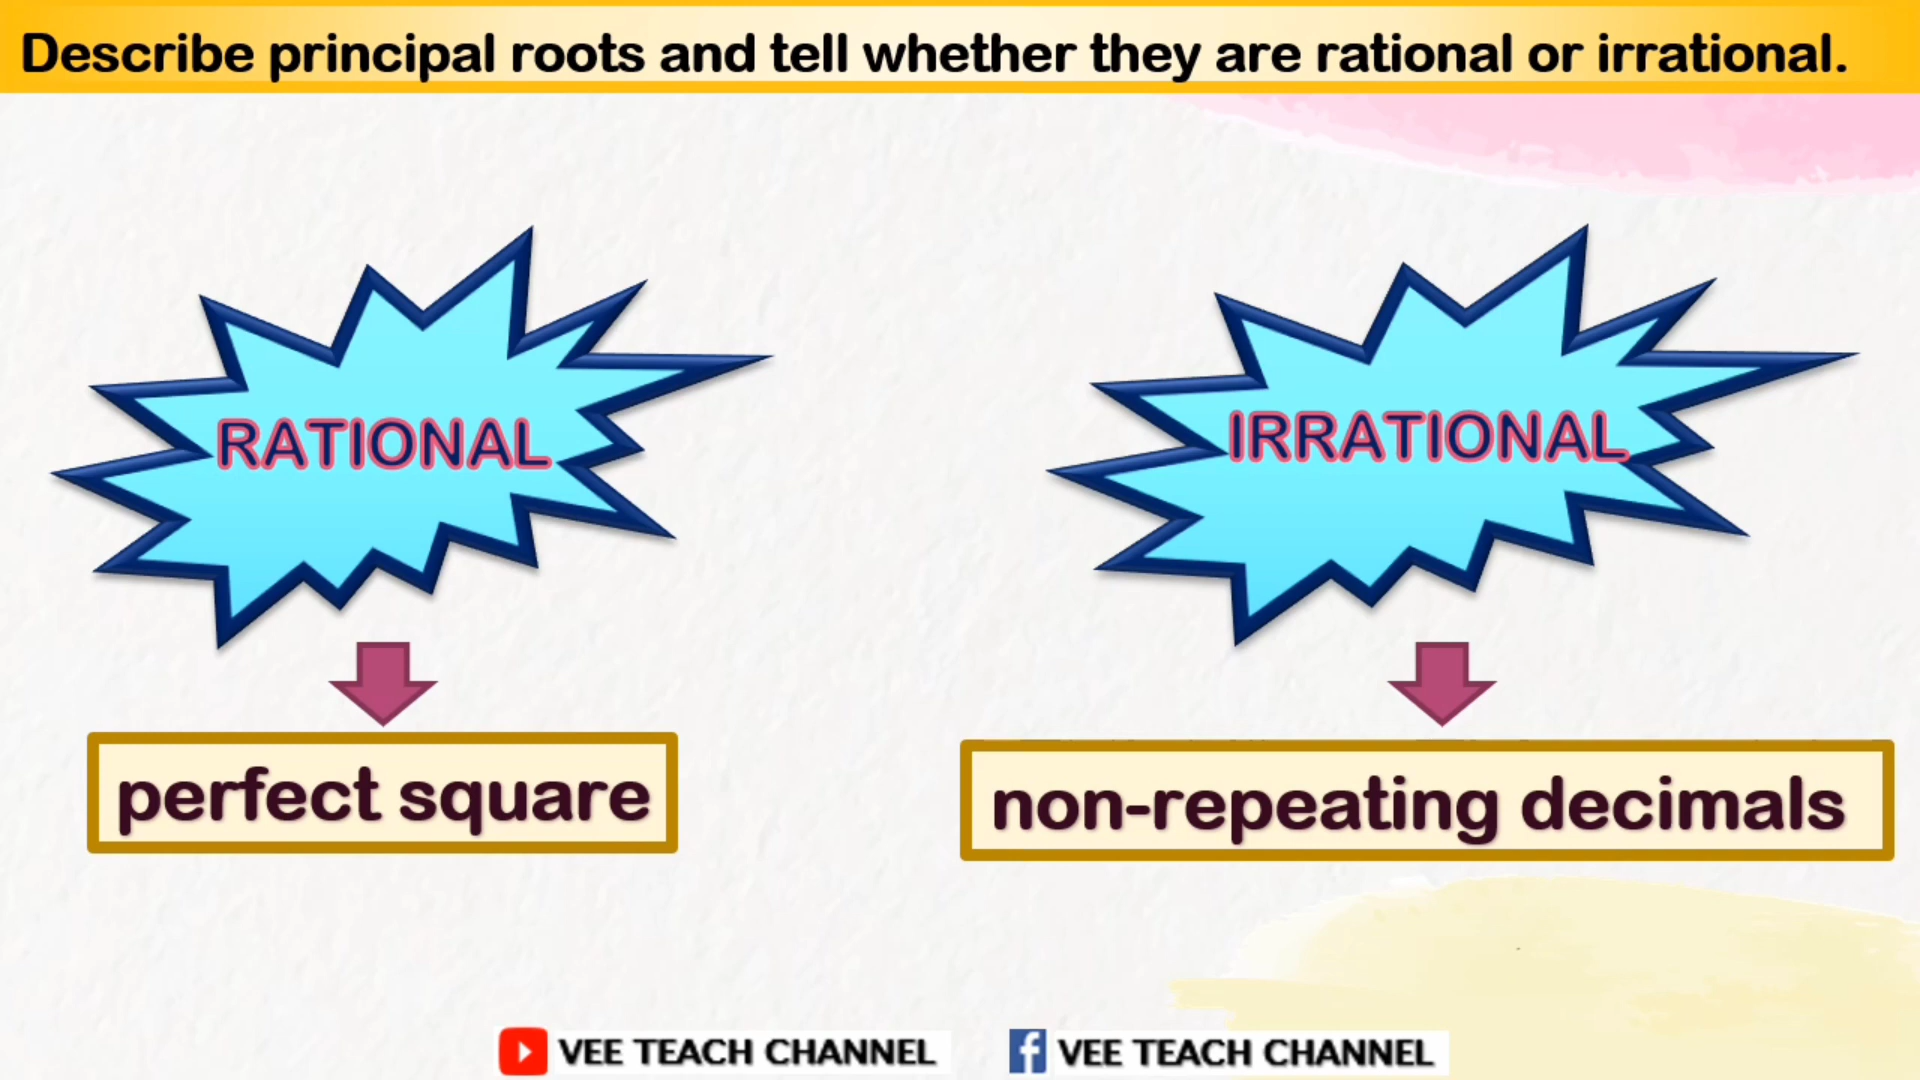 Describe principal roots and tell whether they are rational or irrational.
RATIONAL
IRRATIONAL
perfect square
non-repeating decimals
VEE TEACH CHANNEL
VEE TEACH CHANNEL